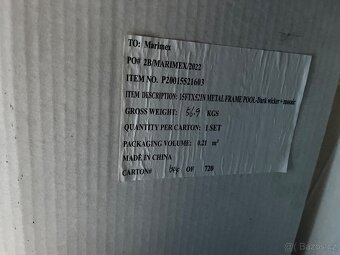 TO: Marimex
PO# 2B/MARIMEX/2022
ITEM NO. P20015521603
ITEM DESCRIPTION: 15FTX52IN METAL FRAME POOL-Dark wicker + mosaic
GROSS WEIGHT: 56.9 KGS
QUANTITY PER CARTON: 1 SET
PACKAGING VOLUME: 0.21 m³
MADE IN CHINA
CARTON# OF 720